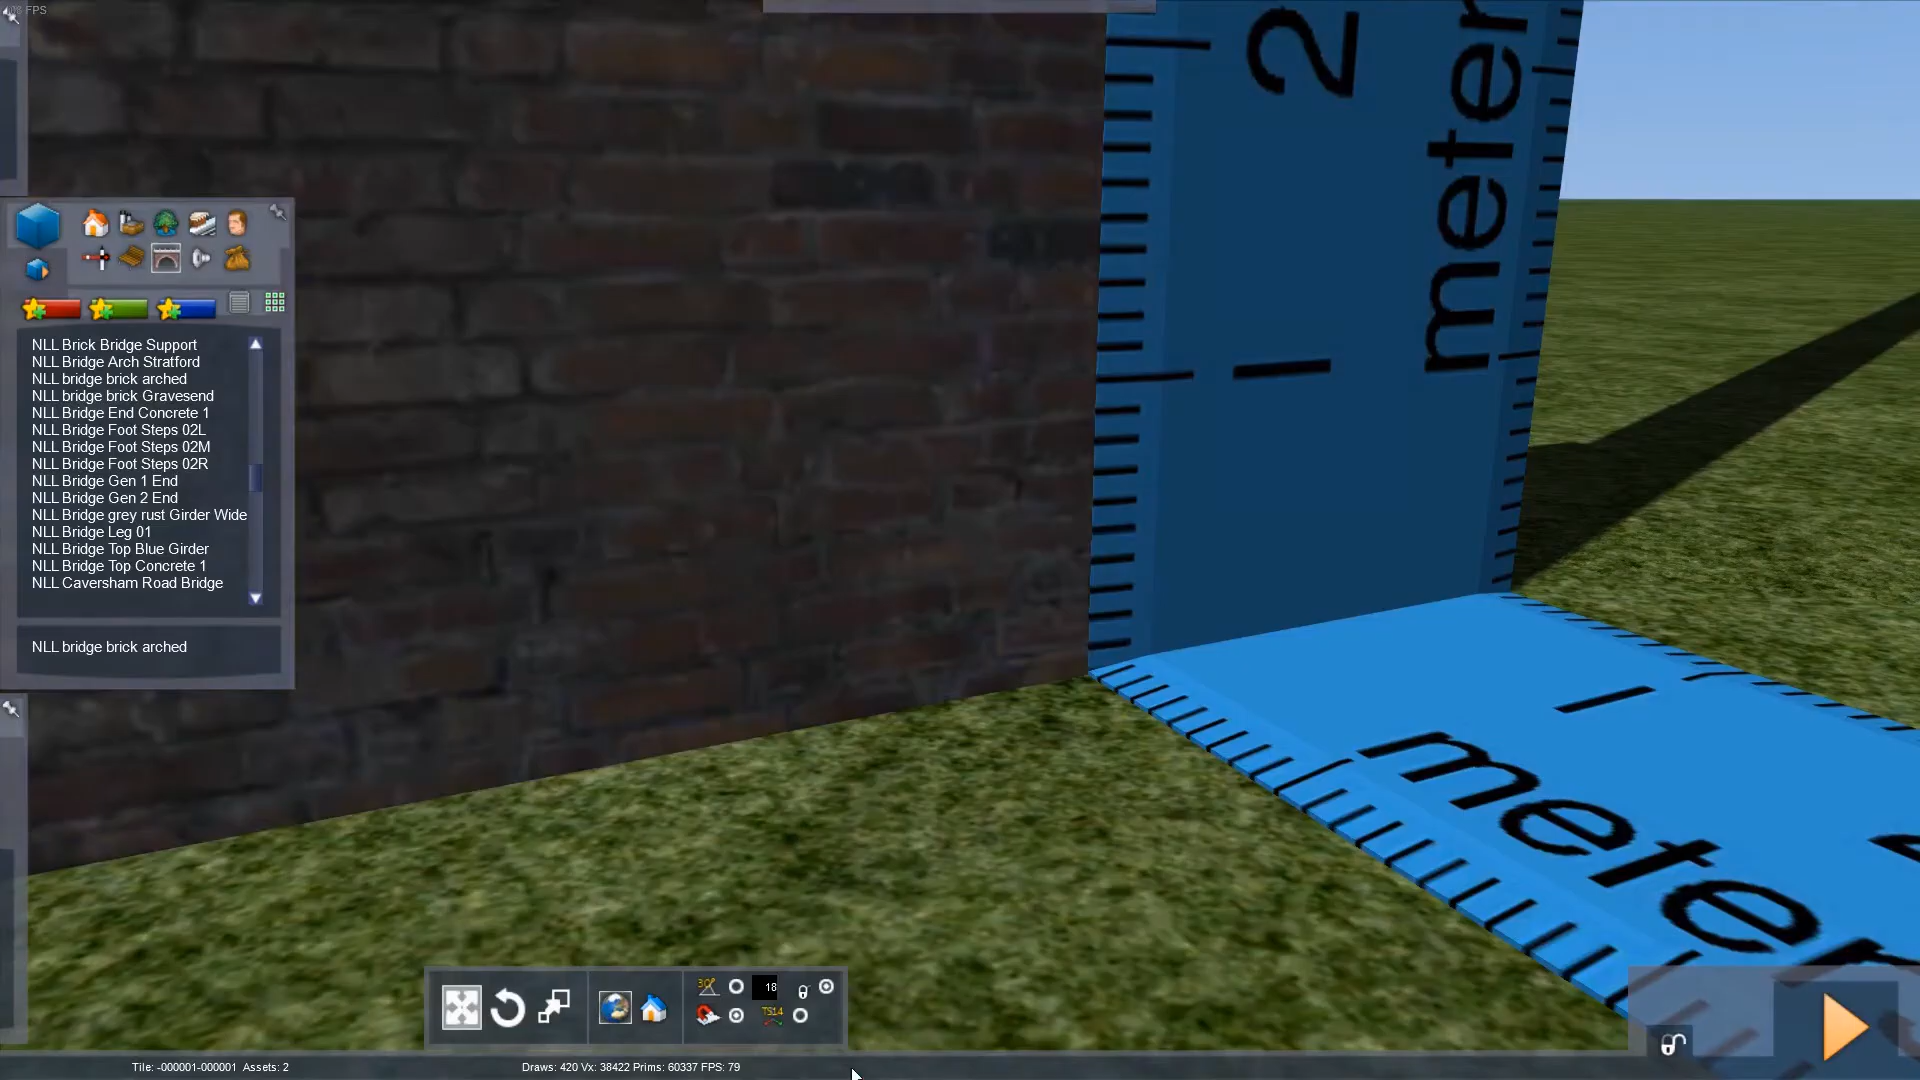 FPS
2
meter
1
NLL Brick Bridge Support
NLL Bridge Arch Stratford
NLL bridge brick arched
NLL bridge brick Gravesend
NLL Bridge End Concrete 1
NLL Bridge Foot Steps 02L
NLL Bridge Foot Steps 02M
NLL Bridge Foot Steps 02R
NLL Bridge Gen 1 End
NLL Bridge Gen 2 End
NLL Bridge grey rust Girder Wide
NLL Bridge Leg 01
NLL Bridge Top Blue Girder
NLL Bridge Top Concrete 1
NLL Caversham Road Bridge
NLL bridge brick arched
1
meter
30°
18
TS14
Tile: -000001-000001 Assets: 2
Draws: 420 Vx: 38422 Prims: 60337 FPS: 79